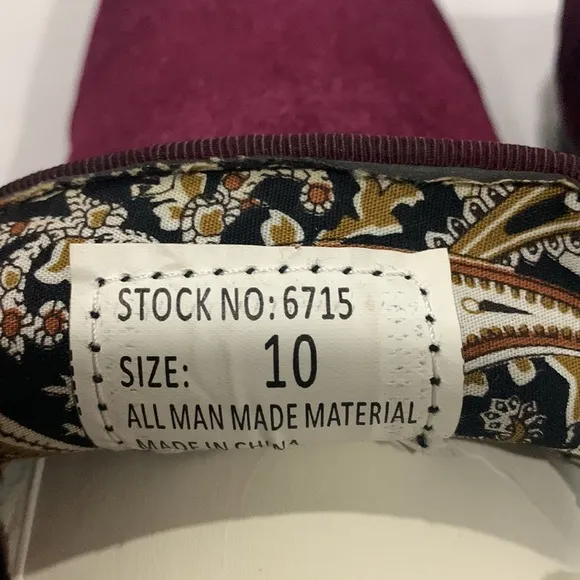 STOCK NO: 6715
SIZE: 10
ALL MAN MADE MATERIAL
MADE IN CHINA